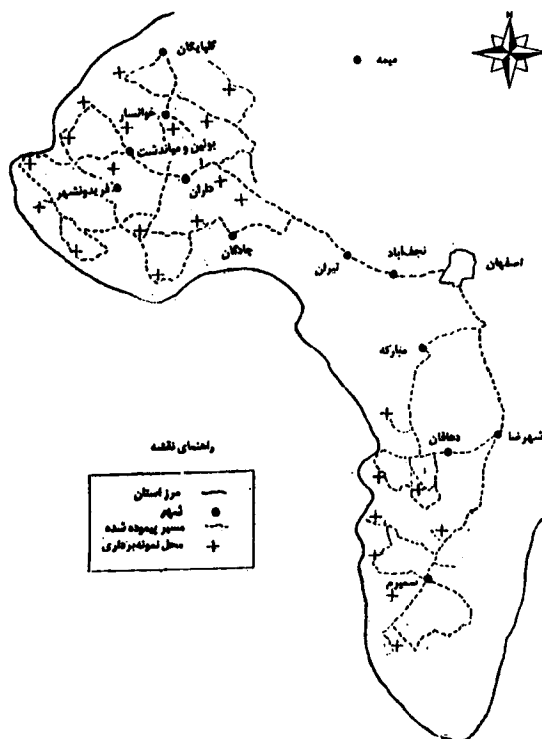 N
گلپایگان
میمه
خوانسار
بوئین و میاندشت
فریدونشهر
داران
چادگان
تیران
نجف‌آباد
اصفهان
مبارکه
دهاقان
شهرضا
سمیرم
راهنمای نقشه
مرز استان
شهر
مسیر پیموده شده
محل نمونه‌برداری